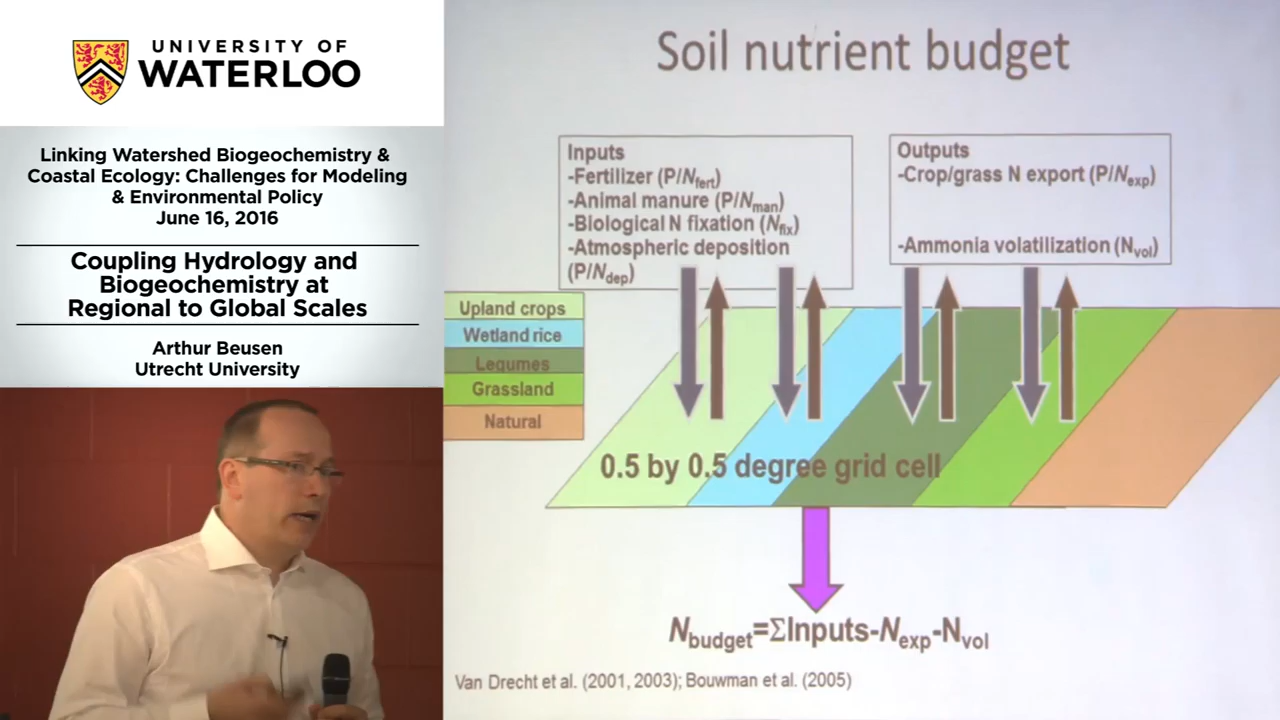 UNIVERSITY OF
WATERLOO
Linking Watershed Biogeochemistry &
Coastal Ecology: Challenges for Modeling
& Environmental Policy
June 16, 2016
Coupling Hydrology and
Biogeochemistry at
Regional to Global Scales
Arthur Beusen
Utrecht University
Soil nutrient budget
Inputs
-Fertilizer (P/Nfert)
-Animal manure (P/Nman)
-Biological N fixation (Nfix)
-Atmospheric deposition
(P/Ndep)
Outputs
-Crop/grass N export (P/Nexp)
-Ammonia volatilization (Nvol)
Upland crops
Wetland rice
Legumes
Grassland
Natural
0.5 by 0.5 degree grid cell
Nbudget=ΣInputs-Nexp-Nvol
Van Drecht et al. (2001, 2003); Bouwman et al. (2005)